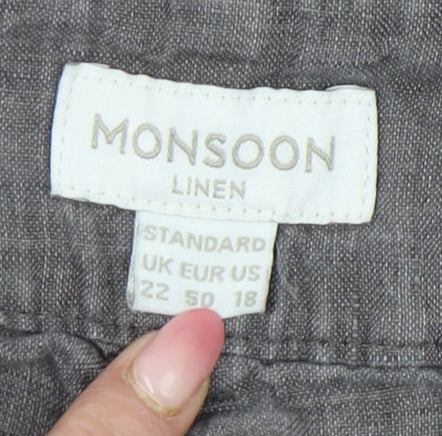 MONSOON
LINEN
STANDARD
UK EUR US
22 50 18